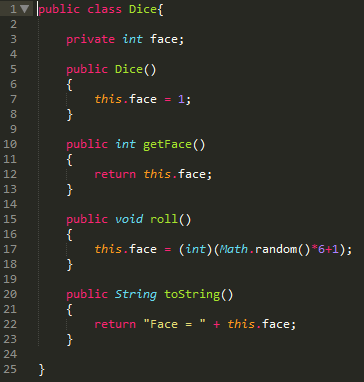 1 public class Dice{
2
3 private int face;
4
5 public Dice()
6 {
7 this.face = 1;
8 }
9
10 public int getFace()
11 {
12 return this.face;
13 }
14
15 public void roll()
16 {
17 this.face = (int)(Math.random()*6+1);
18 }
19
20 public String toString()
21 {
22 return "Face = " + this.face;
23 }
24
25 }